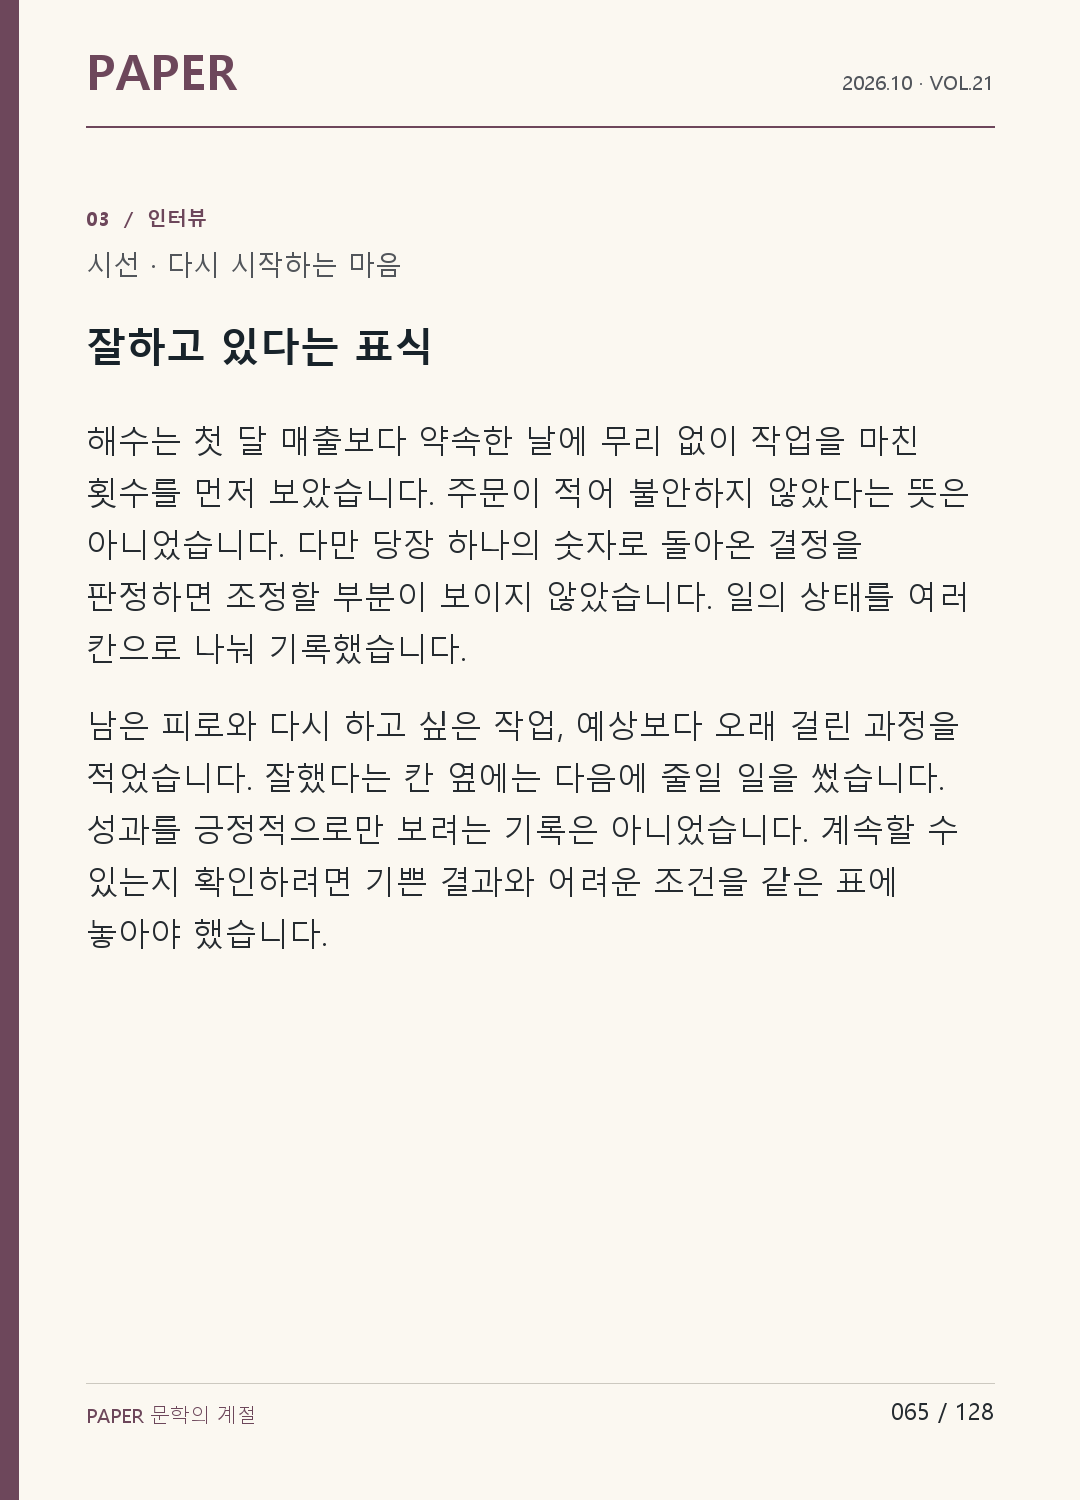 PAPER
2026.10 · VOL.21
03 / 인터뷰
시선 · 다시 시작하는 마음
잘하고 있다는 표식
해수는 첫 달 매출보다 약속한 날에 무리 없이 작업을 마친
횟수를 먼저 보았습니다. 주문이 적어 불안하지 않았다는 뜻은
아니었습니다. 다만 당장 하나의 숫자로 돌아온 결정을
판정하면 조정할 부분이 보이지 않았습니다. 일의 상태를 여러
칸으로 나눠 기록했습니다.
남은 피로와 다시 하고 싶은 작업, 예상보다 오래 걸린 과정을
적었습니다. 잘했다는 칸 옆에는 다음에 줄일 일을 썼습니다.
성과를 긍정적으로만 보려는 기록은 아니었습니다. 계속할 수
있는지 확인하려면 기쁜 결과와 어려운 조건을 같은 표에
놓아야 했습니다.
PAPER 문학의 계절
065 / 128